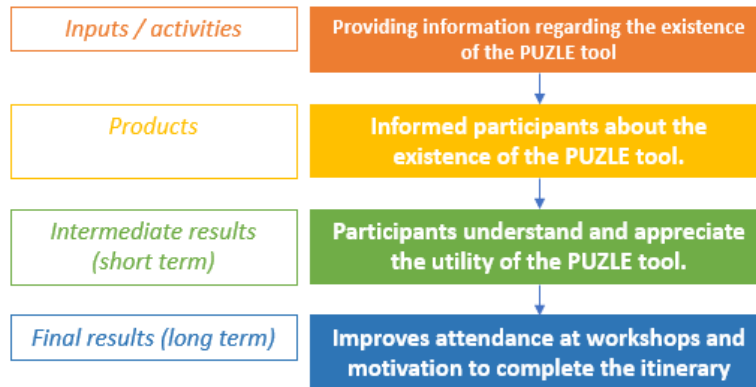 Inputs / activities
Providing information regarding the existence
of the PUZLE tool
Products
Informed participants about the
existence of the PUZLE tool.
Intermediate results
(short term)
Participants understand and appreciate
the utility of the PUZLE tool.
Final results (long term)
Improves attendance at workshops and
motivation to complete the itinerary